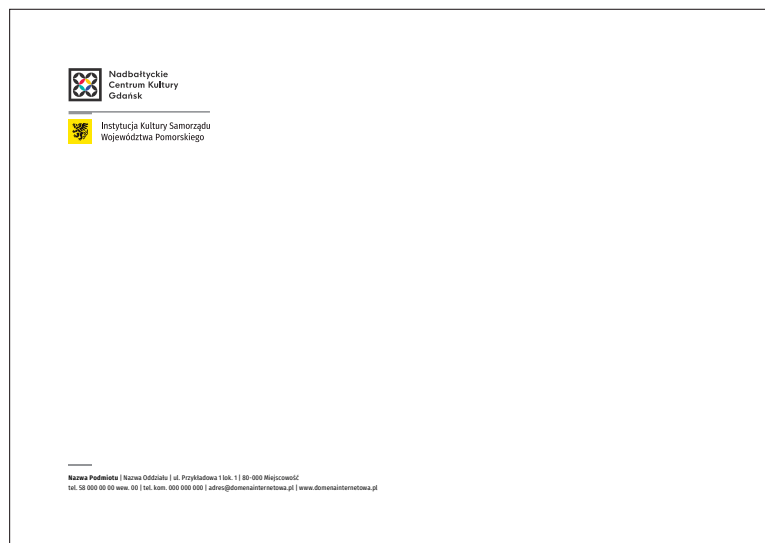 Nadbałtyckie
Centrum Kultury
Gdańsk
Instytucja Kultury Samorządu
Województwa Pomorskiego
Nazwa Podmiotu | Nazwa Oddziału | ul. Przykładowa 1 lok. 1 | 80-000 Miejscowość
tel. 58 000 00 00 wew. 00 | tel. kom. 000 000 000 | adres@domenainternetowa.pl | www.domenainternetowa.pl